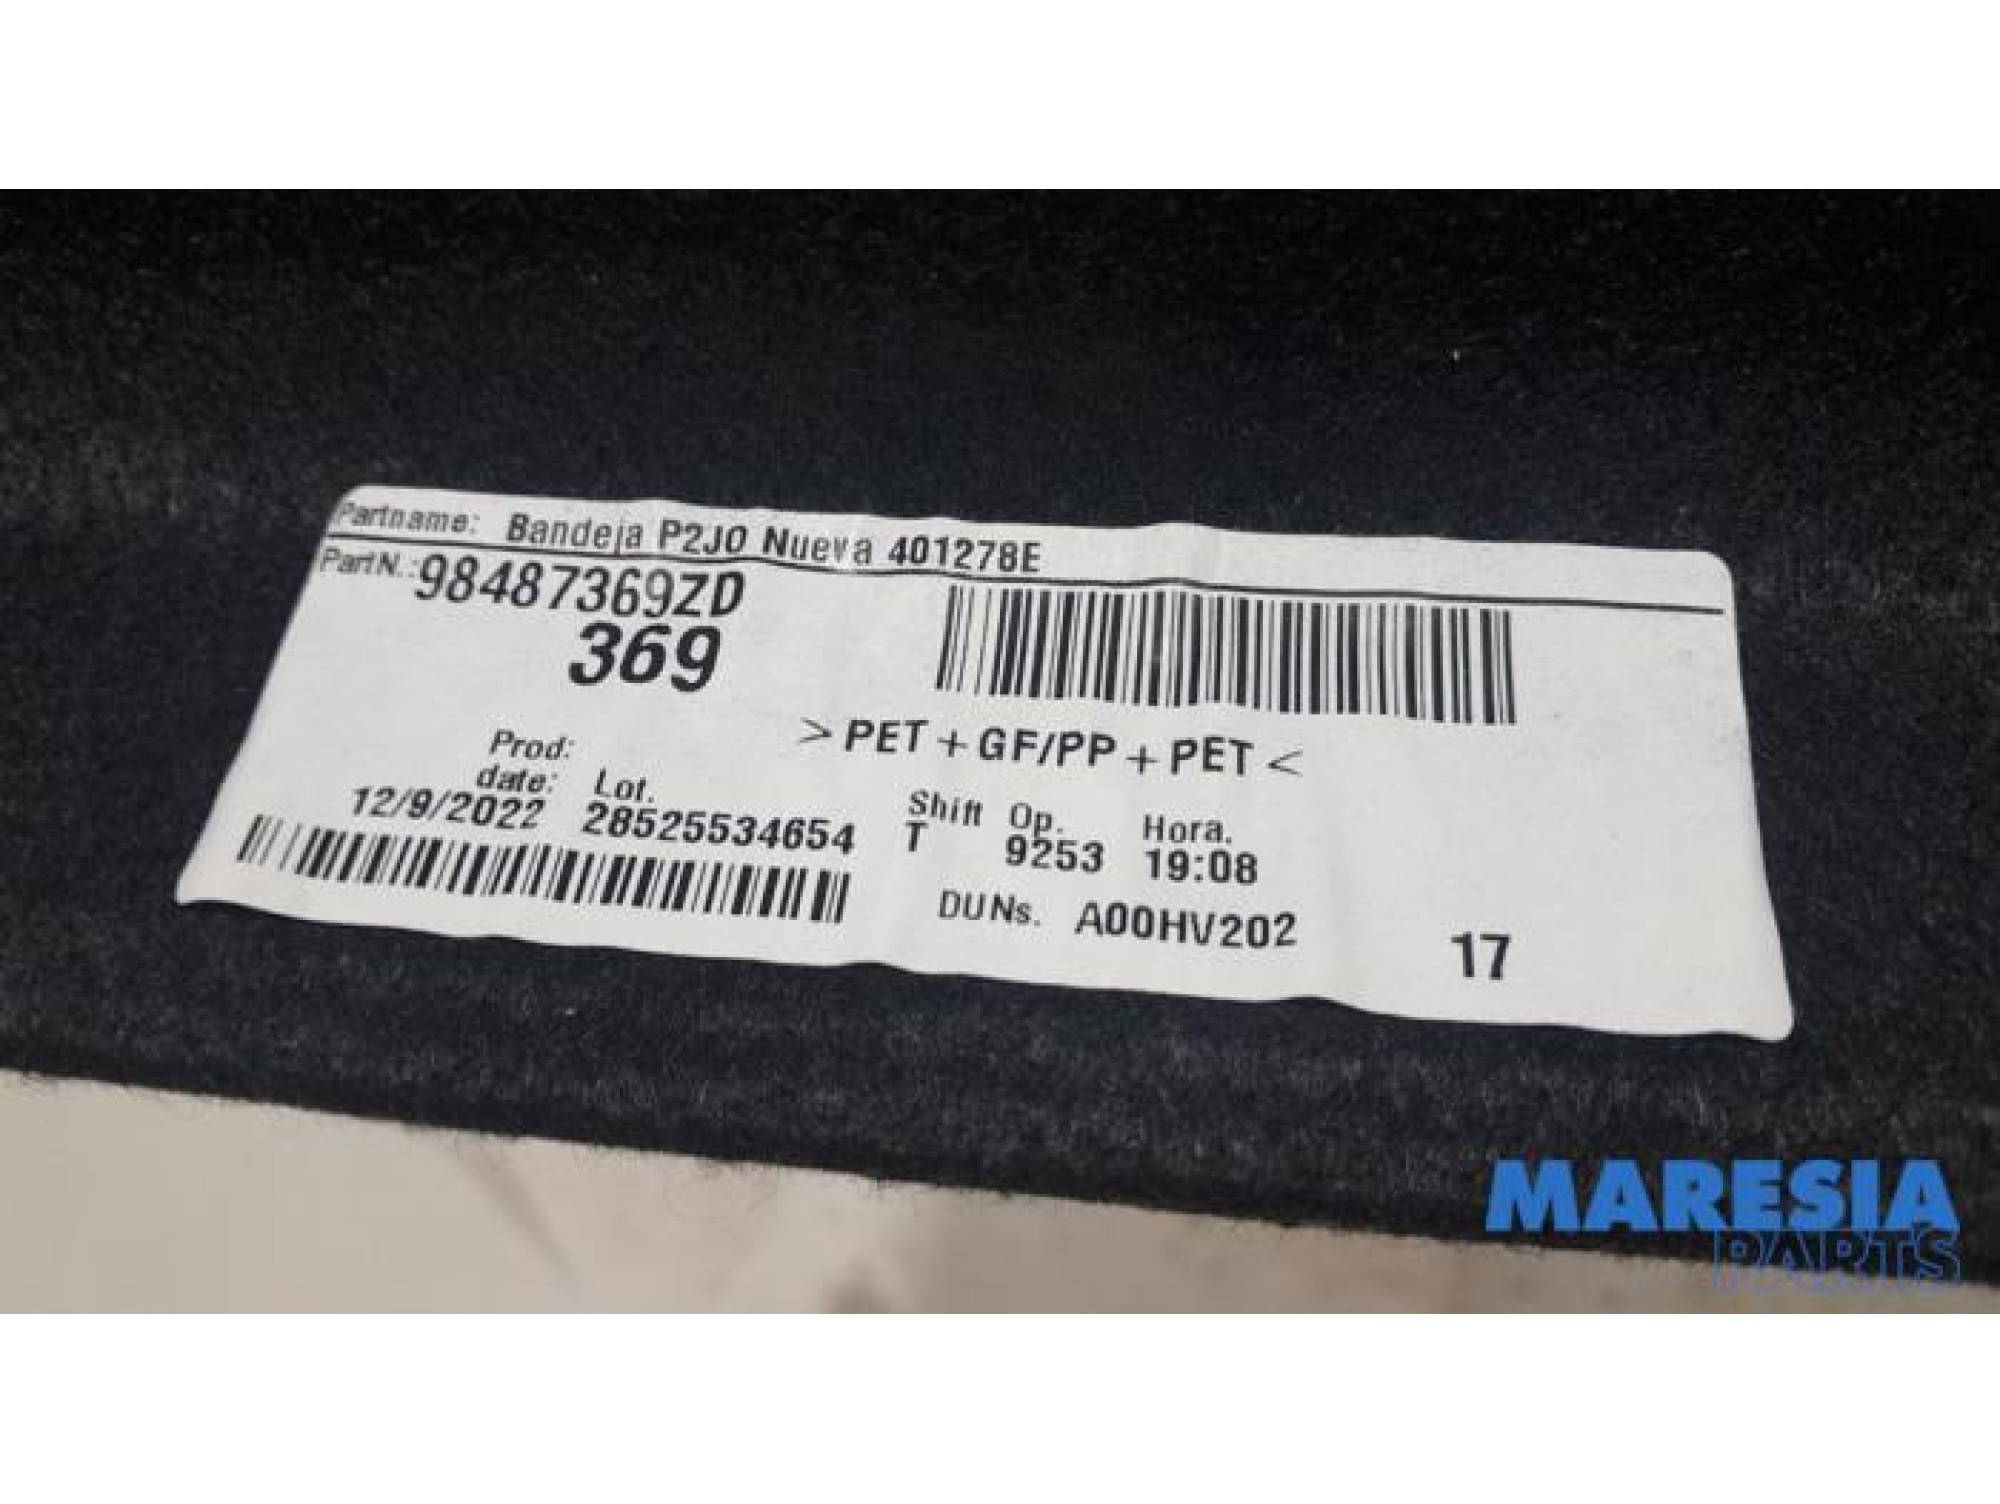 Partname: Bandeja P2JO Nueva 401278E
PartN.: 98487369ZD
369
> PET + GF/PP + PET <
Prod: date: Lot. Shift Op. Hora.
12/9/2022 28525534654 T 9253 19:08
DUNs. A00HV202
17
MARESIA
PARTS